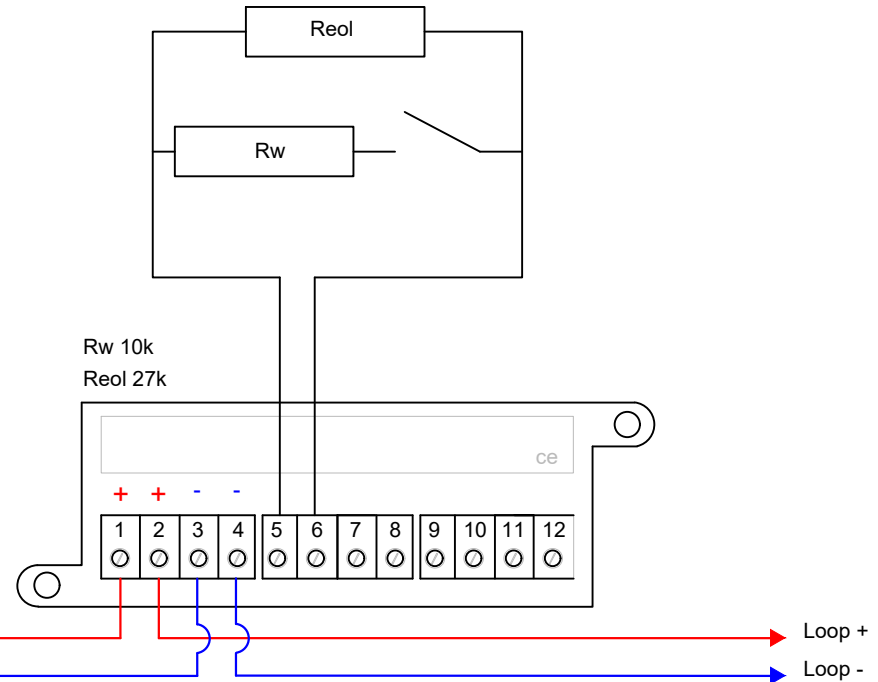 Reol
Rw
Rw 10k
Reol 27k
ce
+ + - -
1 2 3 4 5 6 7 8 9 10 11 12
Loop +
Loop -